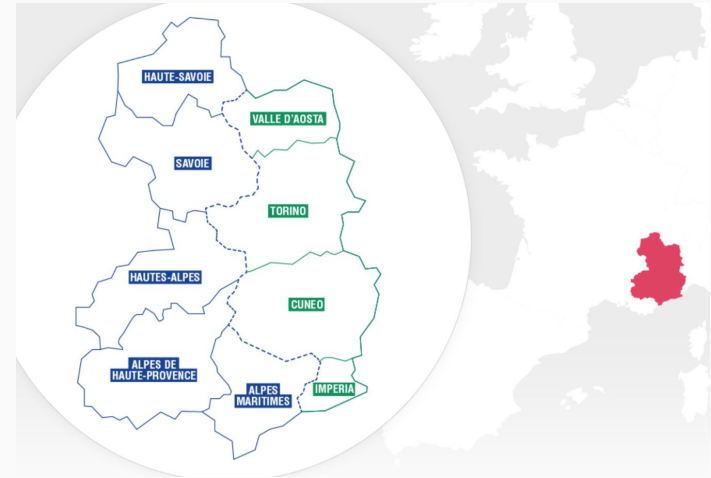 HAUTE-SAVOIE
VALLE D'AOSTA
SAVOIE
TORINO
HAUTES-ALPES
CUNEO
ALPES DE
HAUTE-PROVENCE
ALPES
MARITIMES
IMPERIA